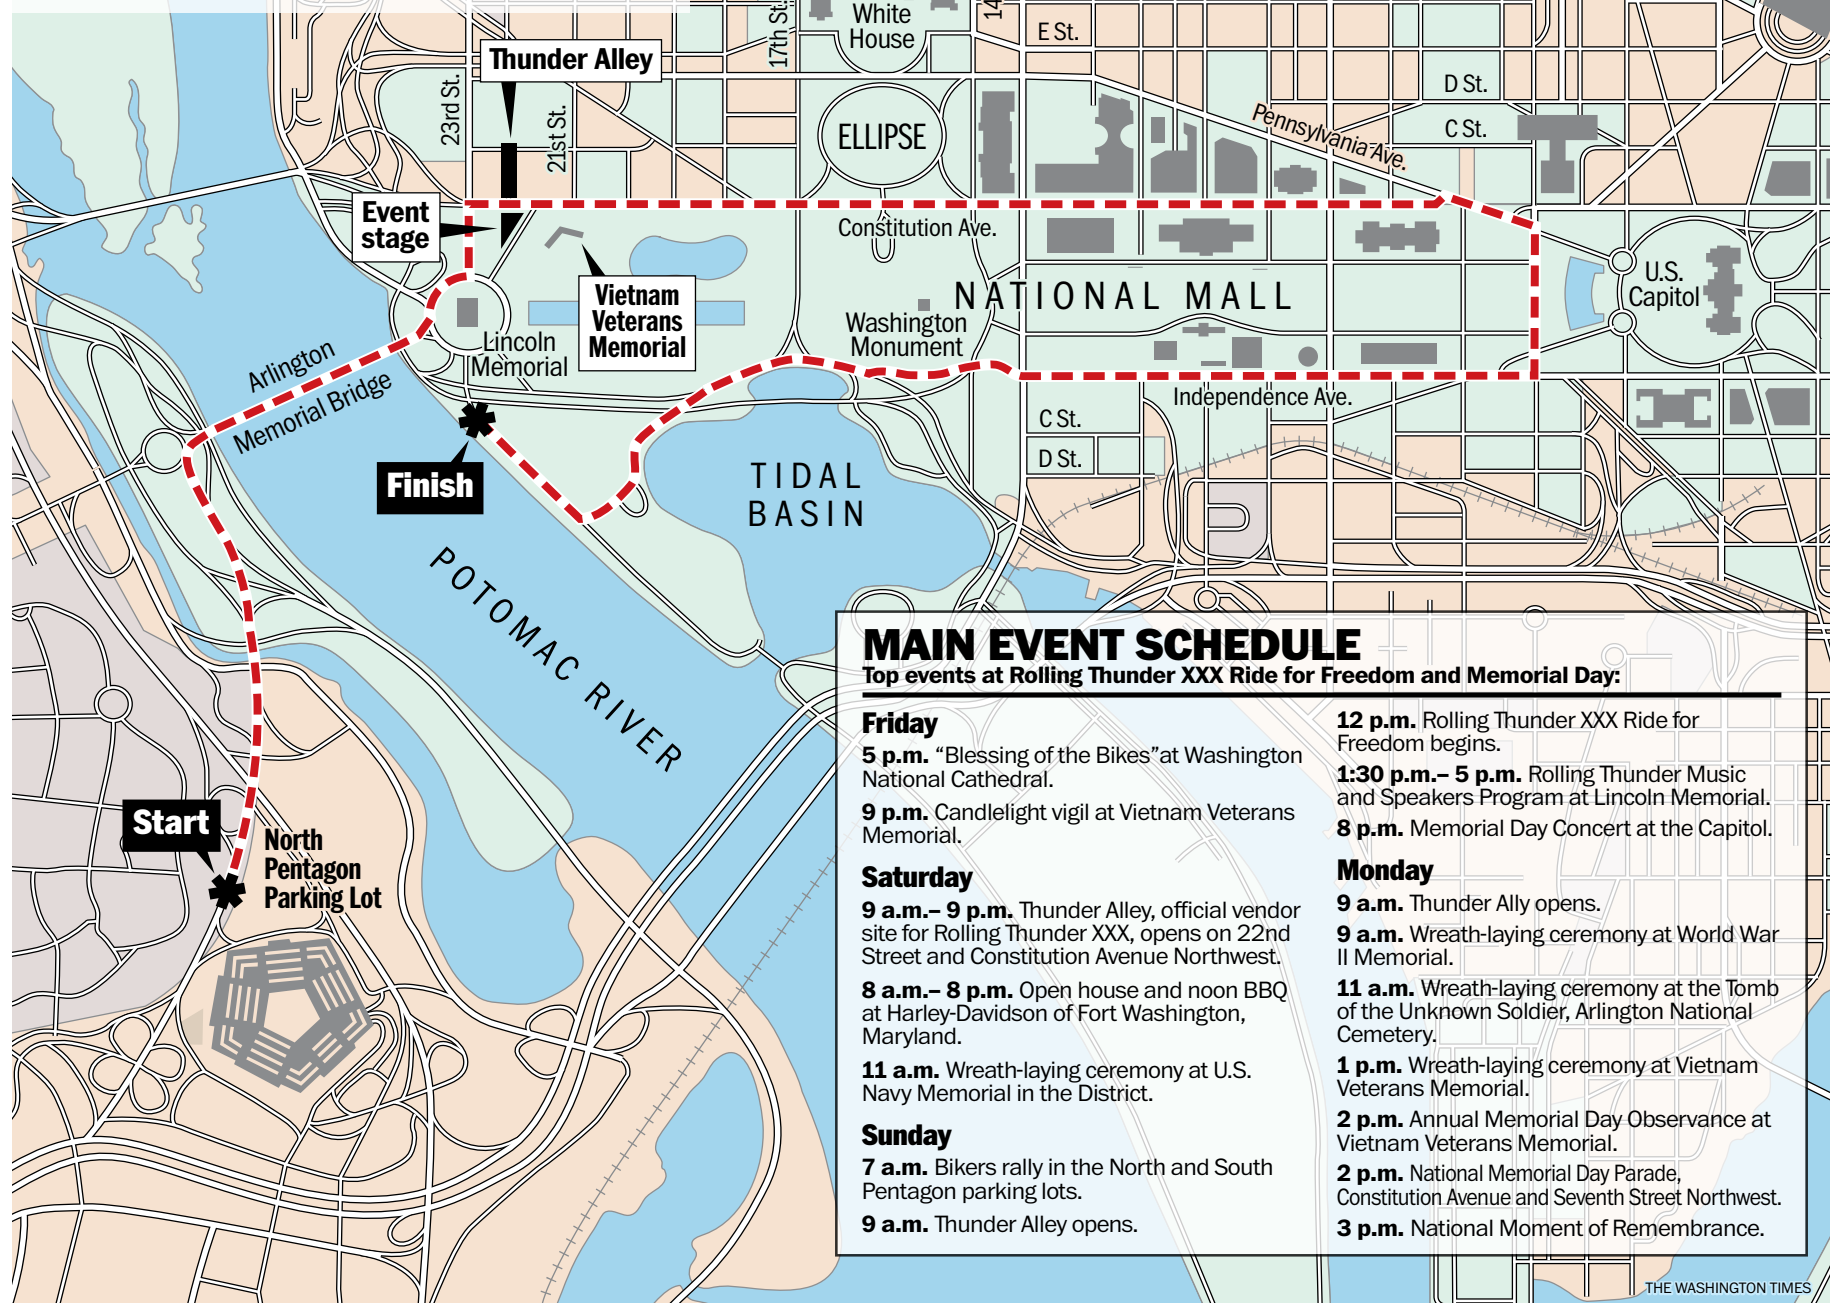 White
House
17th St.
14
E St.
Thunder Alley
23rd St.
21st St.
D St.
C St.
Pennsylvania Ave.
ELLIPSE
Event
stage
Constitution Ave.
Vietnam
Veterans
Memorial
NATIONAL MALL
U.S.
Capitol
Washington
Monument
Lincoln
Memorial
Arlington
Memorial Bridge
Independence Ave.
C St.
D St.
Finish
TIDAL
BASIN
POTOMAC RIVER
Start
North
Pentagon
Parking Lot
MAIN EVENT SCHEDULE
Top events at Rolling Thunder XXX Ride for Freedom and Memorial Day:
Friday
5 p.m. “Blessing of the Bikes”at Washington
National Cathedral.
9 p.m. Candlelight vigil at Vietnam Veterans
Memorial.
Saturday
9 a.m.– 9 p.m. Thunder Alley, official vendor
site for Rolling Thunder XXX, opens on 22nd
Street and Constitution Avenue Northwest.
8 a.m.– 8 p.m. Open house and noon BBQ
at Harley-Davidson of Fort Washington,
Maryland.
11 a.m. Wreath-laying ceremony at U.S.
Navy Memorial in the District.
Sunday
7 a.m. Bikers rally in the North and South
Pentagon parking lots.
9 a.m. Thunder Alley opens.
12 p.m. Rolling Thunder XXX Ride for
Freedom begins.
1:30 p.m.– 5 p.m. Rolling Thunder Music
and Speakers Program at Lincoln Memorial.
8 p.m. Memorial Day Concert at the Capitol.
Monday
9 a.m. Thunder Ally opens.
9 a.m. Wreath-laying ceremony at World War
II Memorial.
11 a.m. Wreath-laying ceremony at the Tomb
of the Unknown Soldier, Arlington National
Cemetery.
1 p.m. Wreath-laying ceremony at Vietnam
Veterans Memorial.
2 p.m. Annual Memorial Day Observance at
Vietnam Veterans Memorial.
2 p.m. National Memorial Day Parade,
Constitution Avenue and Seventh Street Northwest.
3 p.m. National Moment of Remembrance.
THE WASHINGTON TIMES